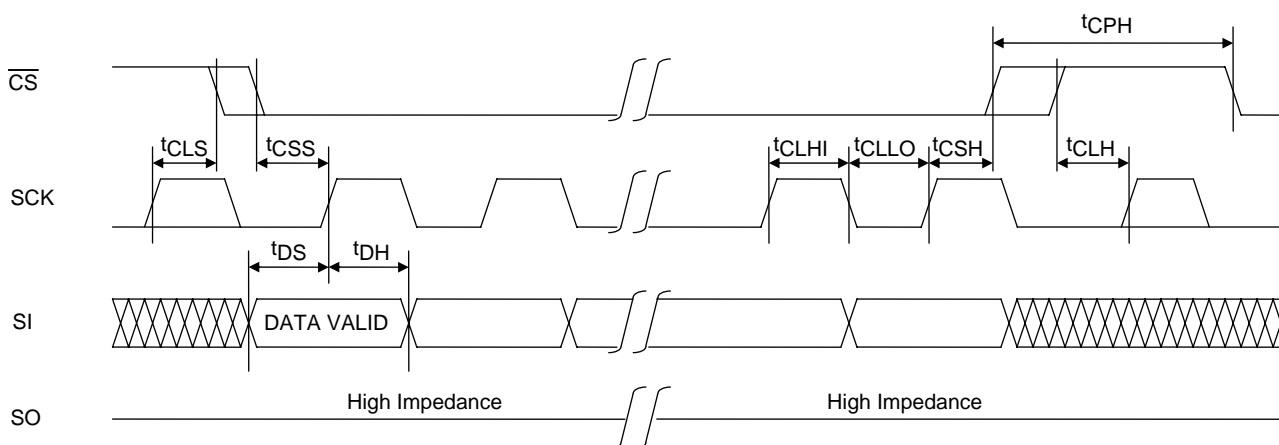 tCPH
CS
tCLS
tCSS
tCLHI
tCLLO
tCSH
tCLH
SCK
tDS
tDH
SI
DATA VALID
High Impedance
High Impedance
SO